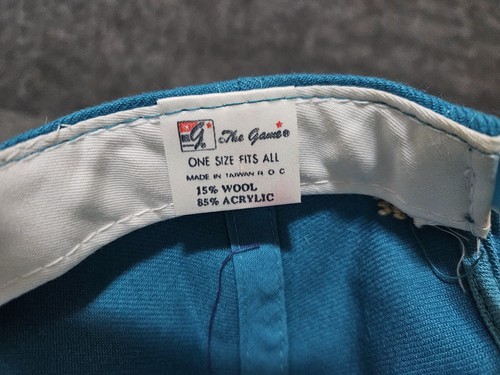 G. The Game®
ONE SIZE FITS ALL
MADE IN TAIWAN R O C
15% WOOL
85% ACRYLIC